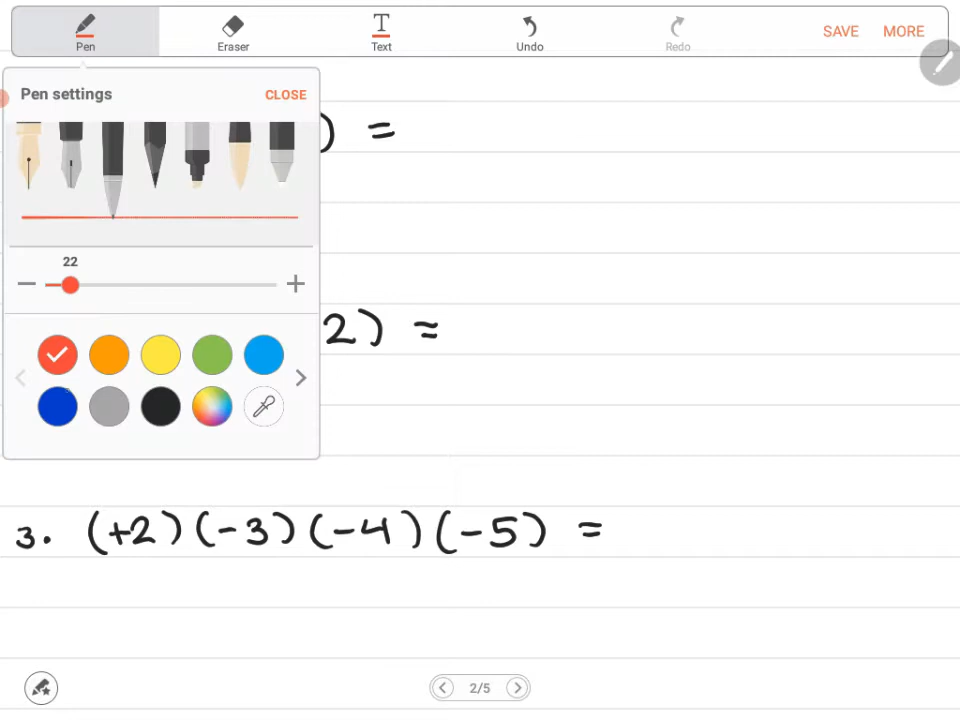 Pen Eraser Text Undo Redo SAVE MORE
Pen settings CLOSE
) =
22
2) =
3. (+2)(-3)(-4)(-5) =
2/5